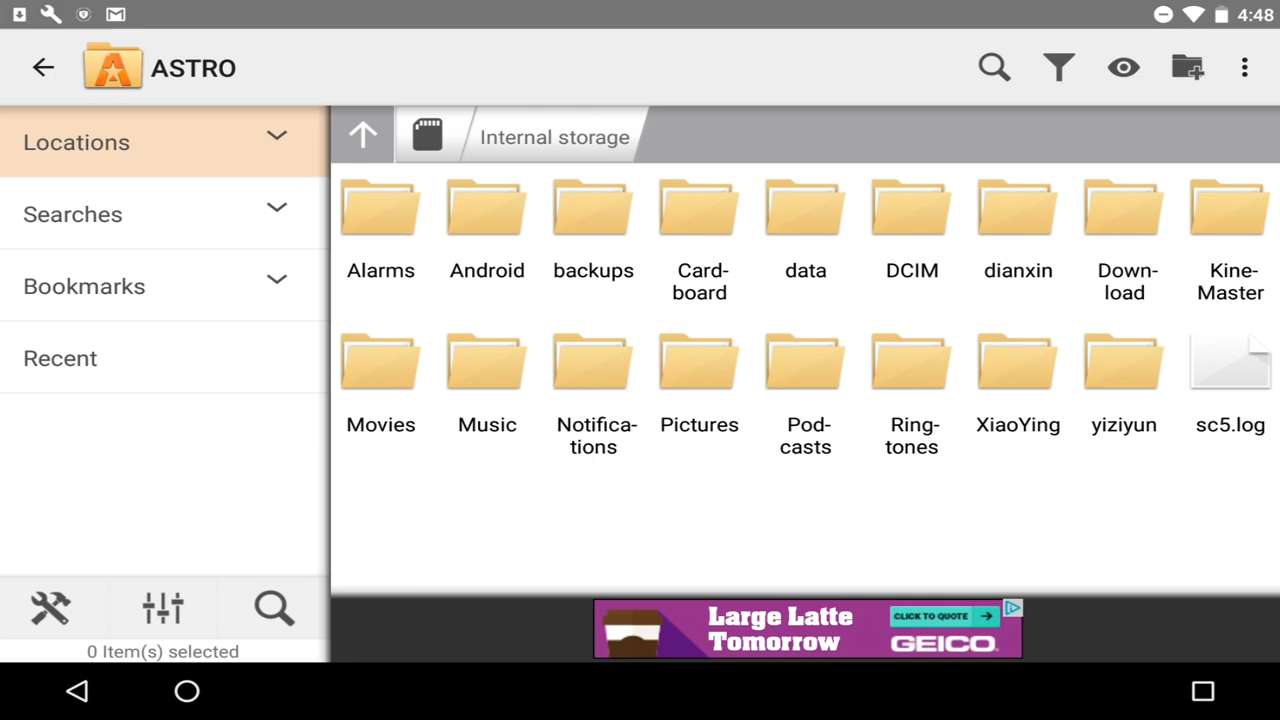 4:48
ASTRO
Locations
Searches
Bookmarks
Recent
0 Item(s) selected
Internal storage
Alarms
Android
backups
Card-
board
data
DCIM
dianxin
Down-
load
Kine-
Master
Movies
Music
Notifica-
tions
Pictures
Pod-
casts
Ring-
tones
XiaoYing
yiziyun
sc5.log
Large Latte
Tomorrow
CLICK TO QUOTE
GEICO.